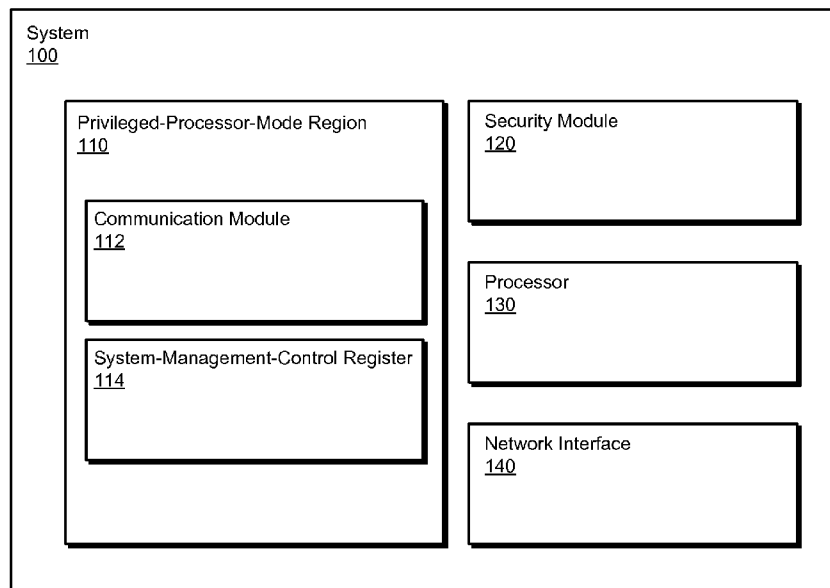 System
100
Privileged-Processor-Mode Region
110
Communication Module
112
System-Management-Control Register
114
Security Module
120
Processor
130
Network Interface
140